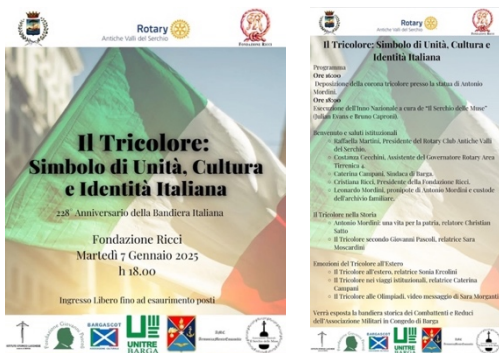 Rotary
Antiche Valli del Serchio
FONDAZIONE RICCI
Il Tricolore:
Simbolo di Unità, Cultura
e Identità Italiana
228° Anniversario della Bandiera Italiana
Fondazione Ricci
Martedì 7 Gennaio 2025
h 18.00
Ingresso Libero fino ad esaurimento posti
BARGASCOT
UNITRE
BARGA
Rotary
Antiche Valli del Serchio
Il Tricolore: Simbolo di Unità, Cultura e
Identità Italiana
Programma
Ore 16:00
Deposizione della corona tricolore presso la statua di Antonio
Mordini.
Ore 18:00
Esecuzione dell'Inno Nazionale a cura de "Il Serchio delle Muse"
(Julian Evans e Bruno Caproni).
Benvenuto e saluti istituzionali
Raffaella Martini, Presidente del Rotary Club Antiche Valli
del Serchio.
Costanza Cecchini, Assistente del Governatore Rotary Area
Tirrenica 4
Caterina Campani, Sindaca di Barga.
Cristiana Ricci, Presidente della Fondazione Ricci.
Leonardo Mordini, pronipote di Antonio Mordini e custode
dell'archivio familiare.
Il Tricolore nella Storia
Antonio Mordini: una vita per la patria, relatore Christian
Satto
Il Tricolore secondo Giovanni Pascoli, relatrice Sara
Moscardini
Emozioni del Tricolore all'Estero
Il Tricolore all'estero, relatrice Sonia Ercolini
Il Tricolore nei viaggi istituzionali, relatrice Caterina
Campani
Il Tricolore alle Olimpiadi, video messaggio di Sara Morganti
Verrà esposta la bandiera storica dei Combattenti e Reduci
dell'Associazione Militari in Congedo di Barga
BARGASCOT
UNITRE
BARGA